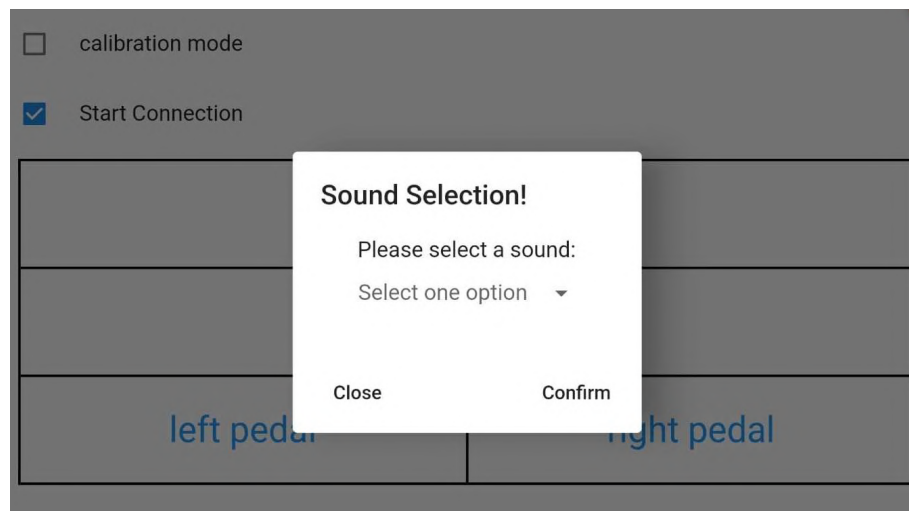 calibration mode
Start Connection
Sound Selection!
Please select a sound:
Select one option
Close Confirm
left pedal right pedal